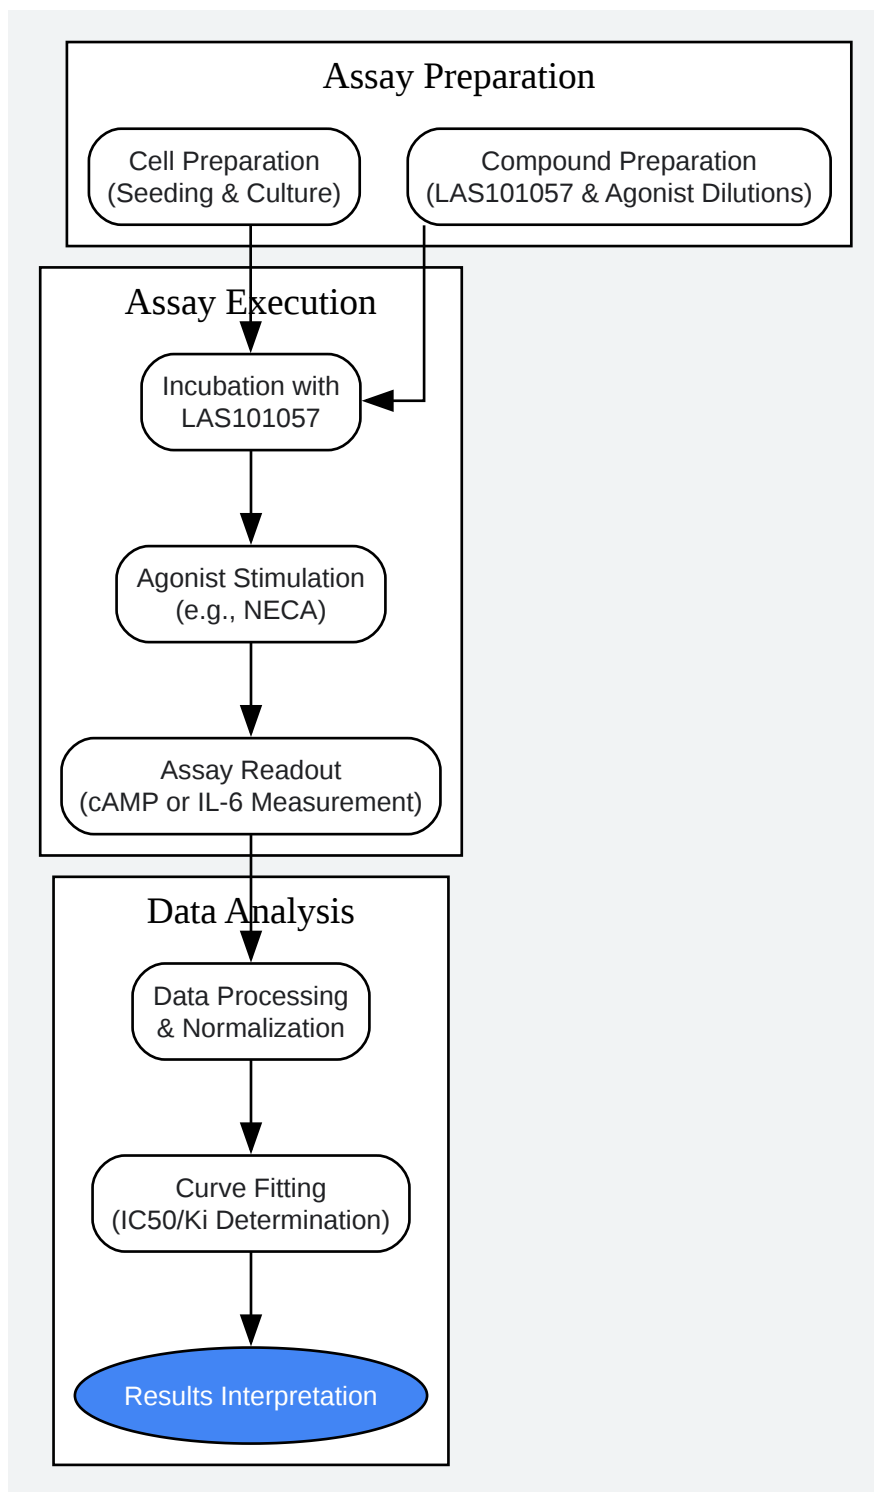 Assay Preparation
Cell Preparation
(Seeding & Culture)
Compound Preparation
(LAS101057 & Agonist Dilutions)
Assay Execution
Incubation with
LAS101057
Agonist Stimulation
(e.g., NECA)
Assay Readout
(cAMP or IL-6 Measurement)
Data Analysis
Data Processing
& Normalization
Curve Fitting
(IC50/Ki Determination)
Results Interpretation